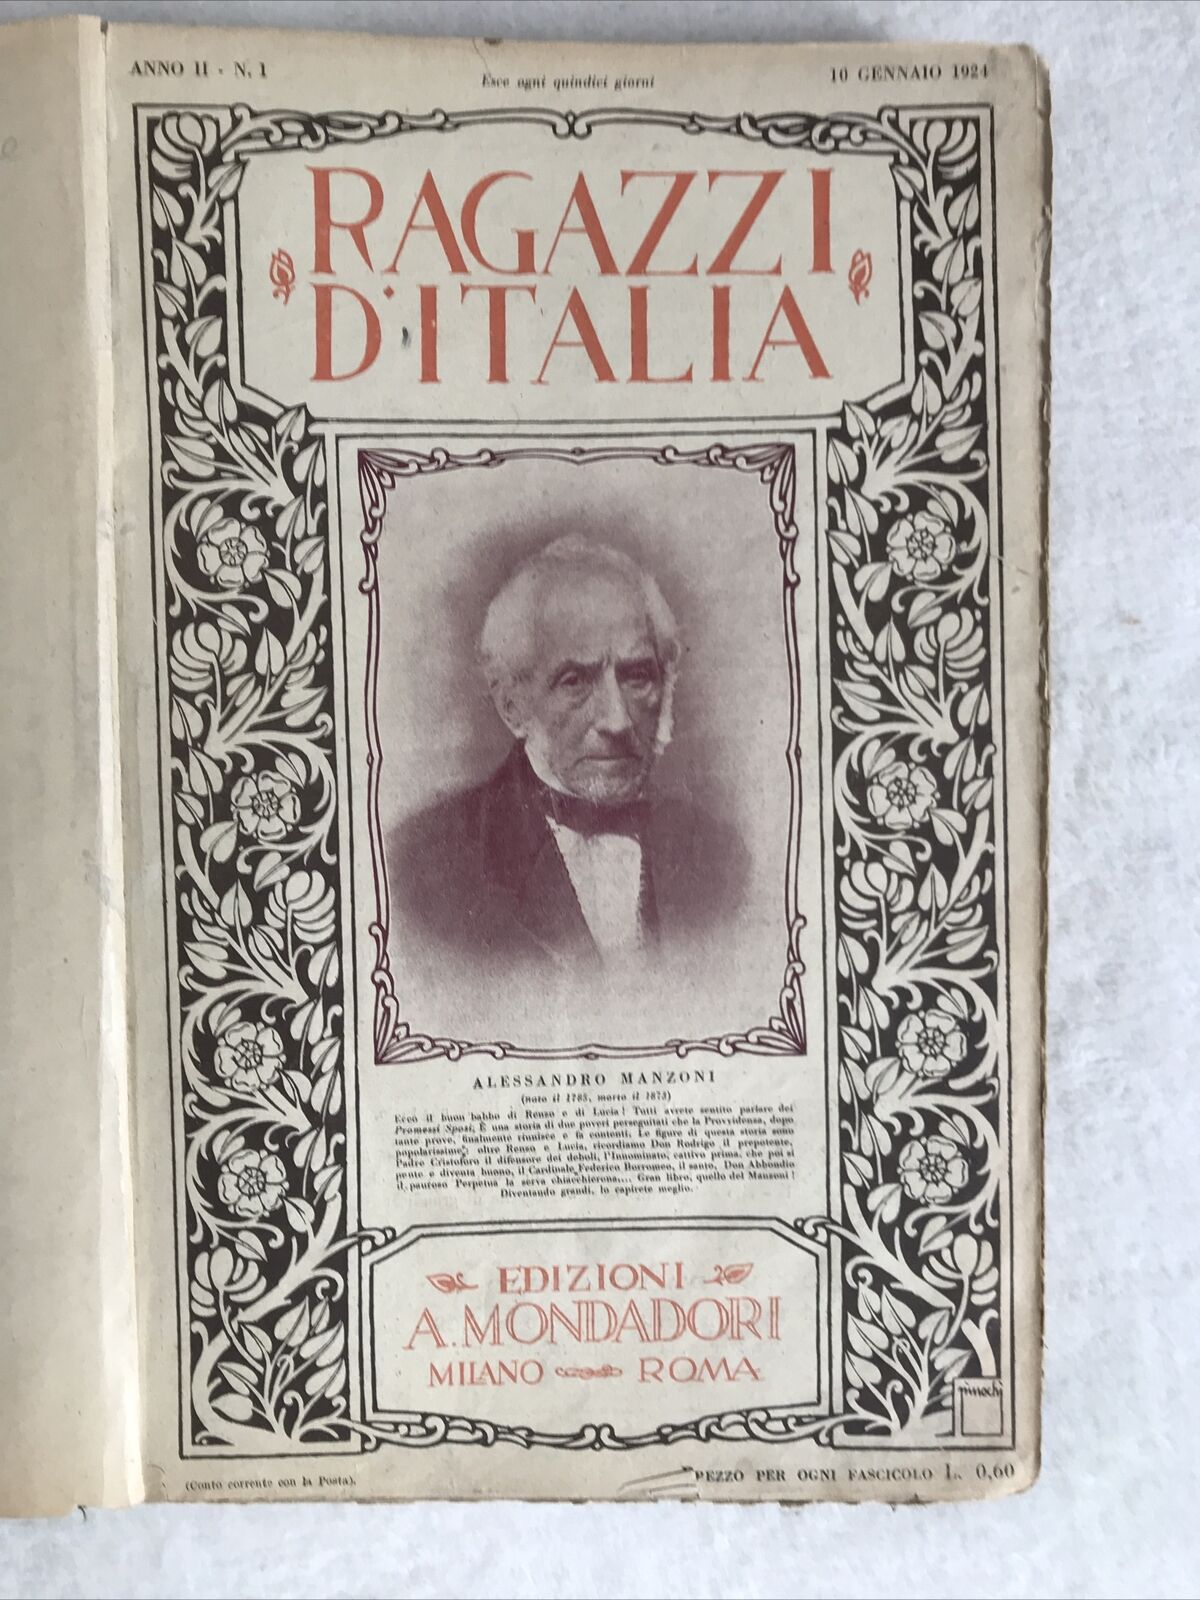 ANNO II - N. 1
Esce ogni quindici giorni
10 GENNAIO 1924
RAGAZZI
D'ITALIA
ALESSANDRO MANZONI
(nato il 1785, morto il 1873)
Ecco il buon babbo di Renzo e di Lucia! Tutti avrete sentito parlare dei
Promessi Sposi. È una storia di due poveri perseguitati che la Provvidenza, dopo
tante prove, finalmente riunisce e fa contenti. Le figure di questa storia sono
popolarissime; oltre Renzo e Lucia, ricordiamo Don Rodrigo il prepotente,
Padre Cristoforo il difensore dei deboli, l'Innominato, cattivo prima, che poi si
pente e diventa buono, il Cardinale Federico Borromeo, il santo, Don Abbondio
il pauroso Perpetua la serva chiacchierona.... Gran libro, quello del Manzoni!
Diventando grandi, lo capirete meglio.
EDIZIONI
A. MONDADORI
MILANO ROMA
pinochi
(Conto corrente con la Posta).
PEZZO PER OGNI FASCICOLO L. 0,60